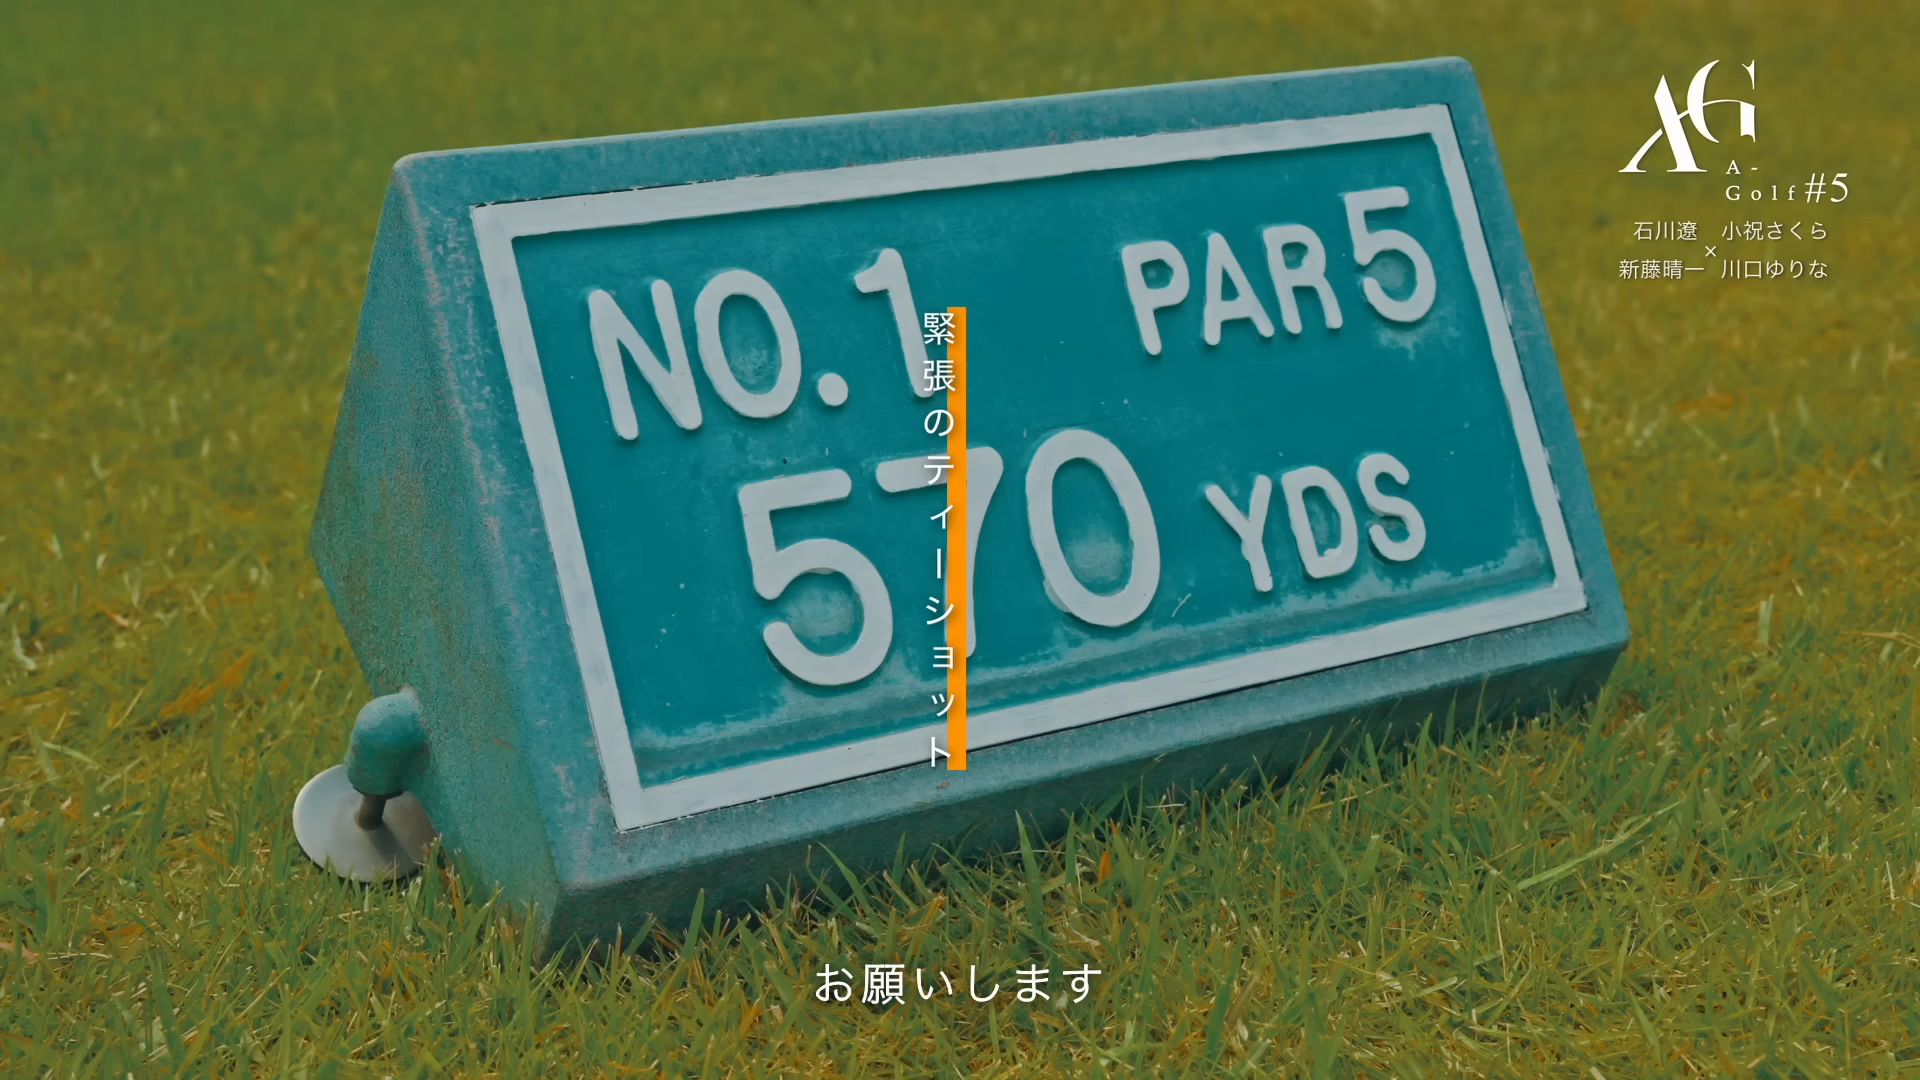 NO.1 PAR5
570 YDS
緊張のティーショット
AG
A-
Golf #5
石川遼 小祝さくら
×
新藤晴一 川口ゆりな
お願いします